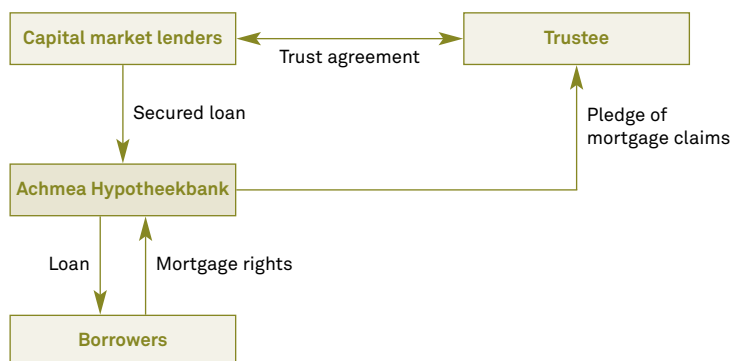 Capital market lenders
Trustee
Trust agreement
Secured loan
Pledge of
mortgage claims
Achmea Hypotheekbank
Loan
Mortgage rights
Borrowers